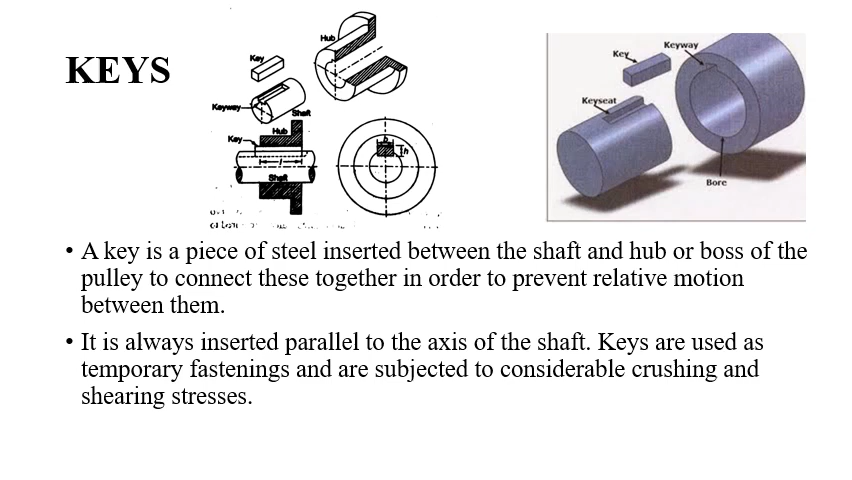 KEYS
Hub
Key
Keyway
Shaft
Hub
Key
l
Shaft
b
h
Keyway
Key
Keyseat
Bore
• A key is a piece of steel inserted between the shaft and hub or boss of the
pulley to connect these together in order to prevent relative motion
between them.
• It is always inserted parallel to the axis of the shaft. Keys are used as
temporary fastenings and are subjected to considerable crushing and
shearing stresses.